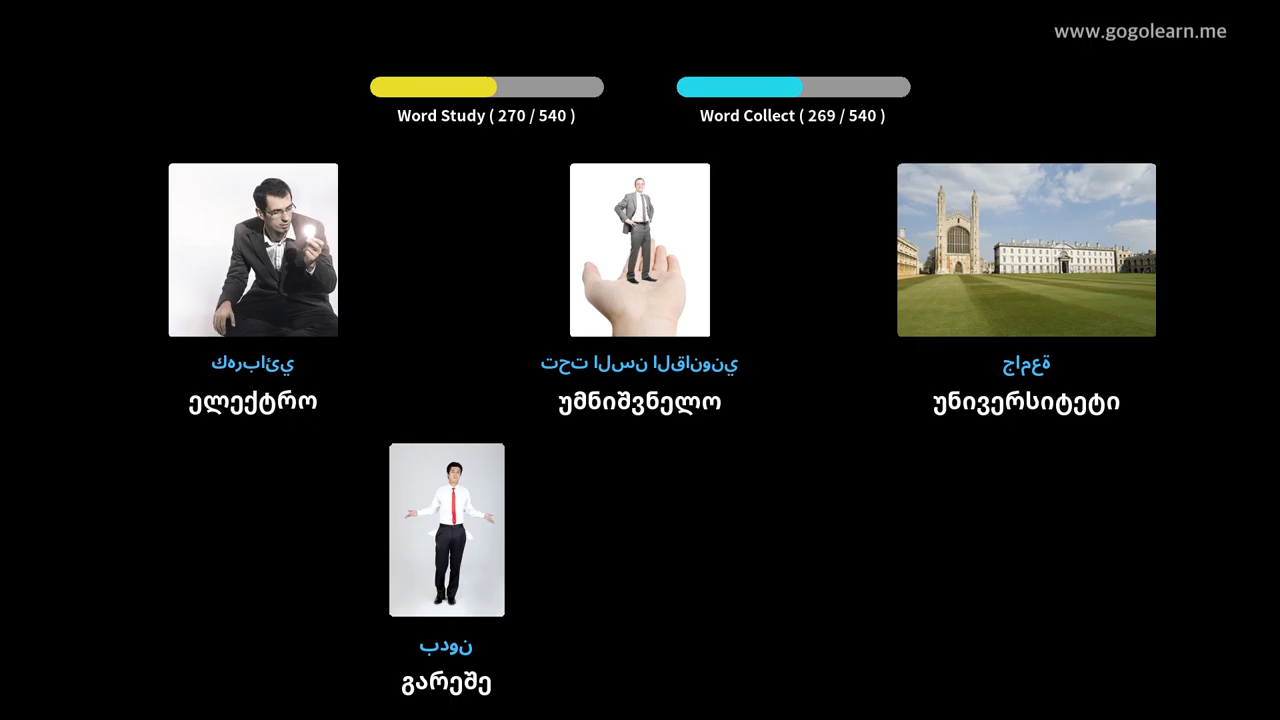 www.gogolearn.me
Word Study ( 270 / 540 )
Word Collect ( 269 / 540 )
كهربائي
ელექტრო
تحت السن القانوني
უმნიშვნელო
جامعة
უნივერსიტეტი
بدون
გარეშე